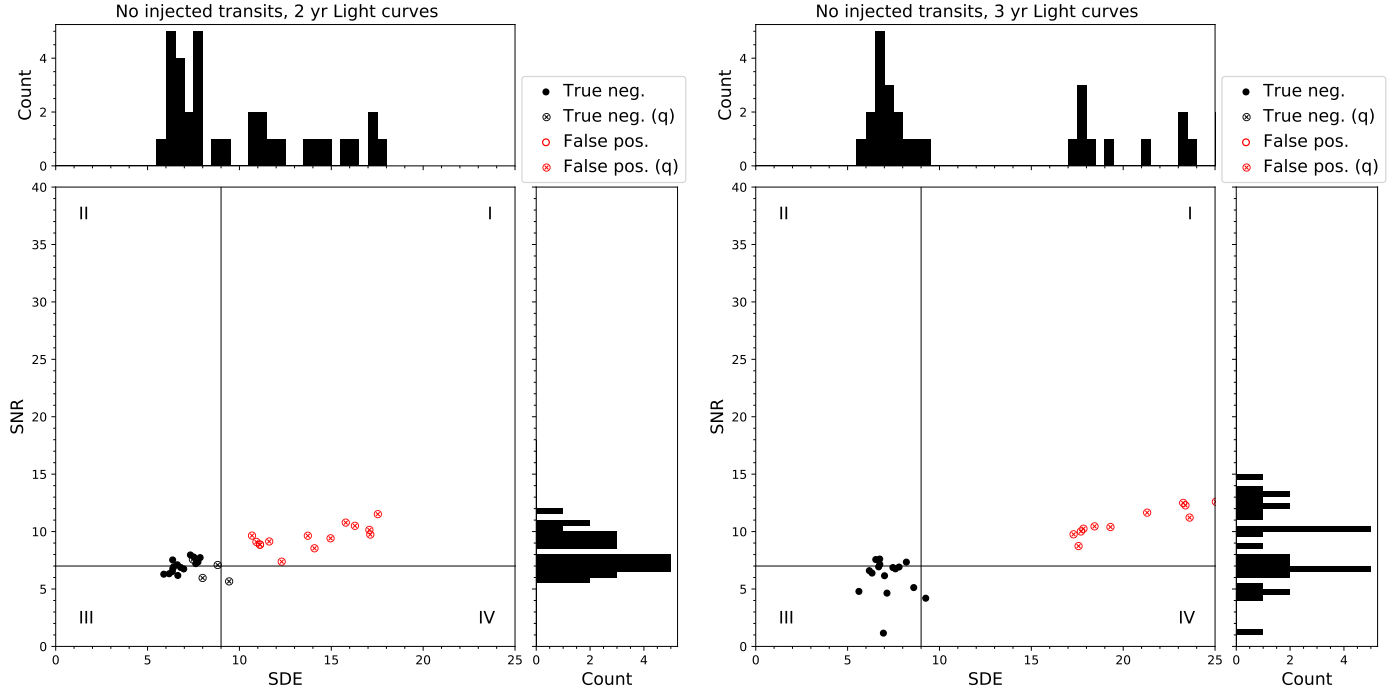 No injected transits, 2 yr Light curves
Count
4
2
0
True neg.
True neg. (q)
False pos.
False pos. (q)
40
35
30
25
20
15
10
5
0
SNR
II
I
III
IV
0 5 10 15 20 25
SDE
0 2 4
Count
No injected transits, 3 yr Light curves
Count
4
2
0
True neg.
True neg. (q)
False pos.
False pos. (q)
40
35
30
25
20
15
10
5
0
SNR
II
I
III
IV
0 5 10 15 20 25
SDE
0 2 4
Count